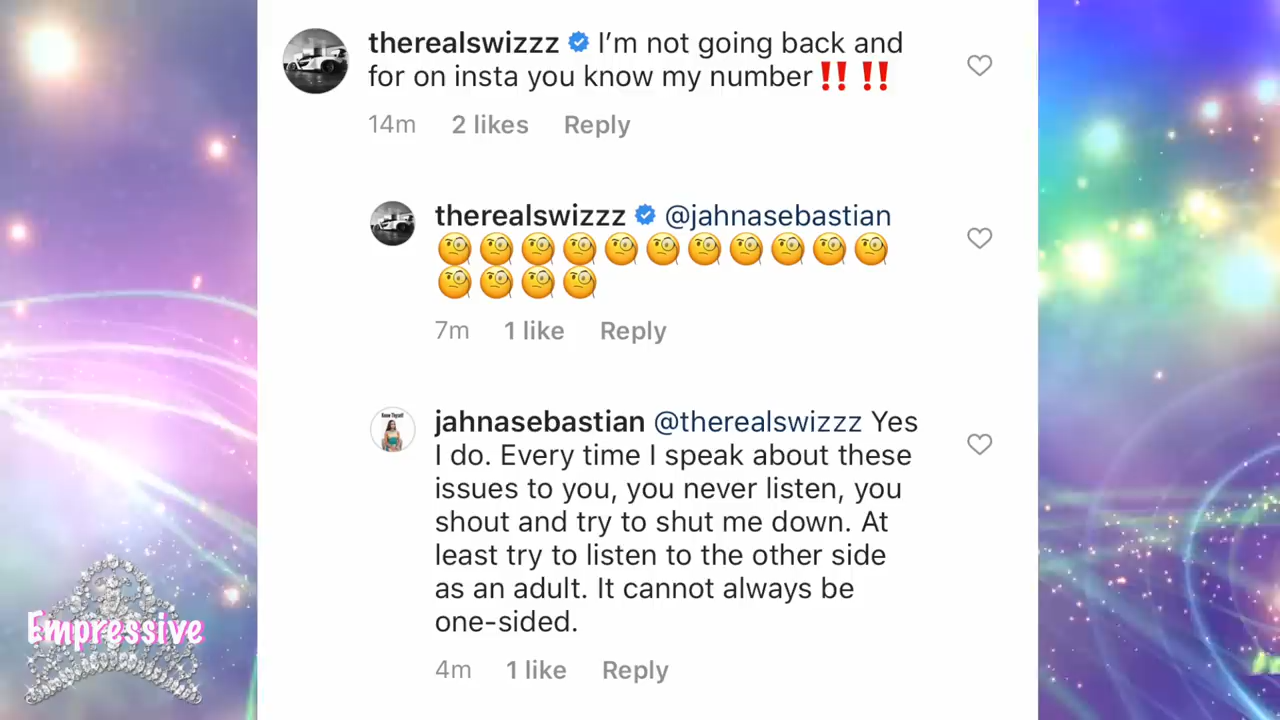 therealswizzz I’m not going back and
for on insta you know my number‼️ ‼️
14m 2 likes Reply
therealswizzz @jahnasebastian
🧐🧐🧐🧐🧐🧐🧐🧐🧐🧐🧐
🧐🧐🧐🧐
7m 1 like Reply
jahnasebastian @therealswizzz Yes
I do. Every time I speak about these
issues to you, you never listen, you
shout and try to shut me down. At
least try to listen to the other side
as an adult. It cannot always be
one-sided.
4m 1 like Reply
Know Thyself
Empressive